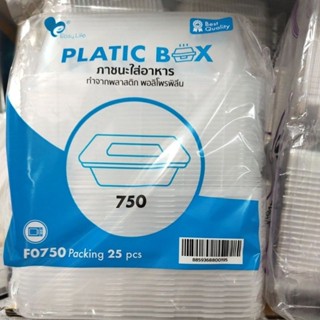 Best
Quality
PLATIC BOX
ภาชนะใส่อาหาร
ทำจากพลาสติก พอลิโพรพิลีน
750
FO750 Packing 25 pcs